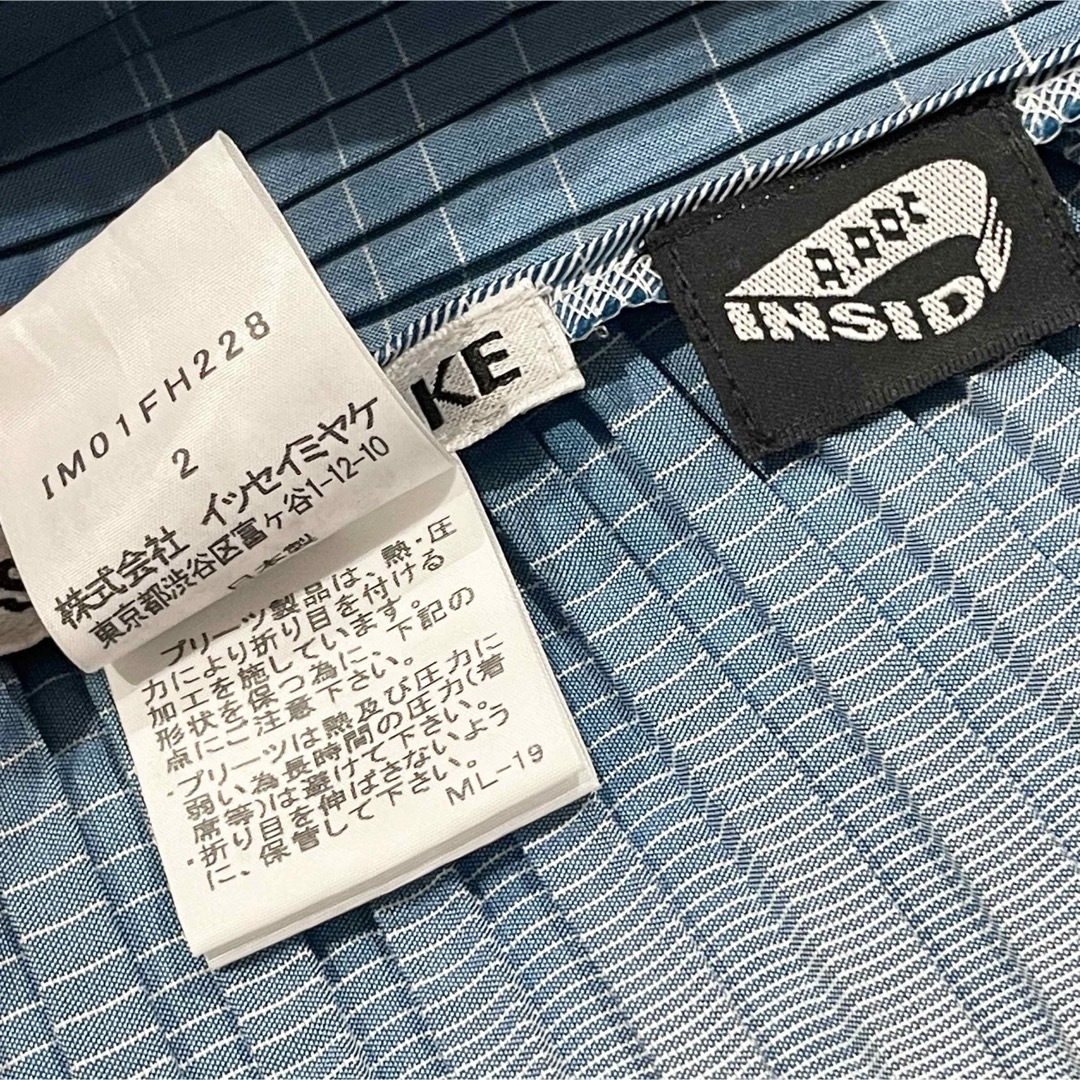 IM01FH228
2
株式会社 イッセイミヤケ
東京都渋谷区富ヶ谷1-12-10
プリーツ製品は、熱・圧
力により折り目を付ける
加工を施しています。
形状を保つ為に、下記の
点にご注意下さい。
・プリーツは熱及び圧力に
弱い為長時間の圧力(着
席等)は避けて下さい。
・折り目を伸ばさないよう
に、保管して下さい。
ML-19
KE
INSID